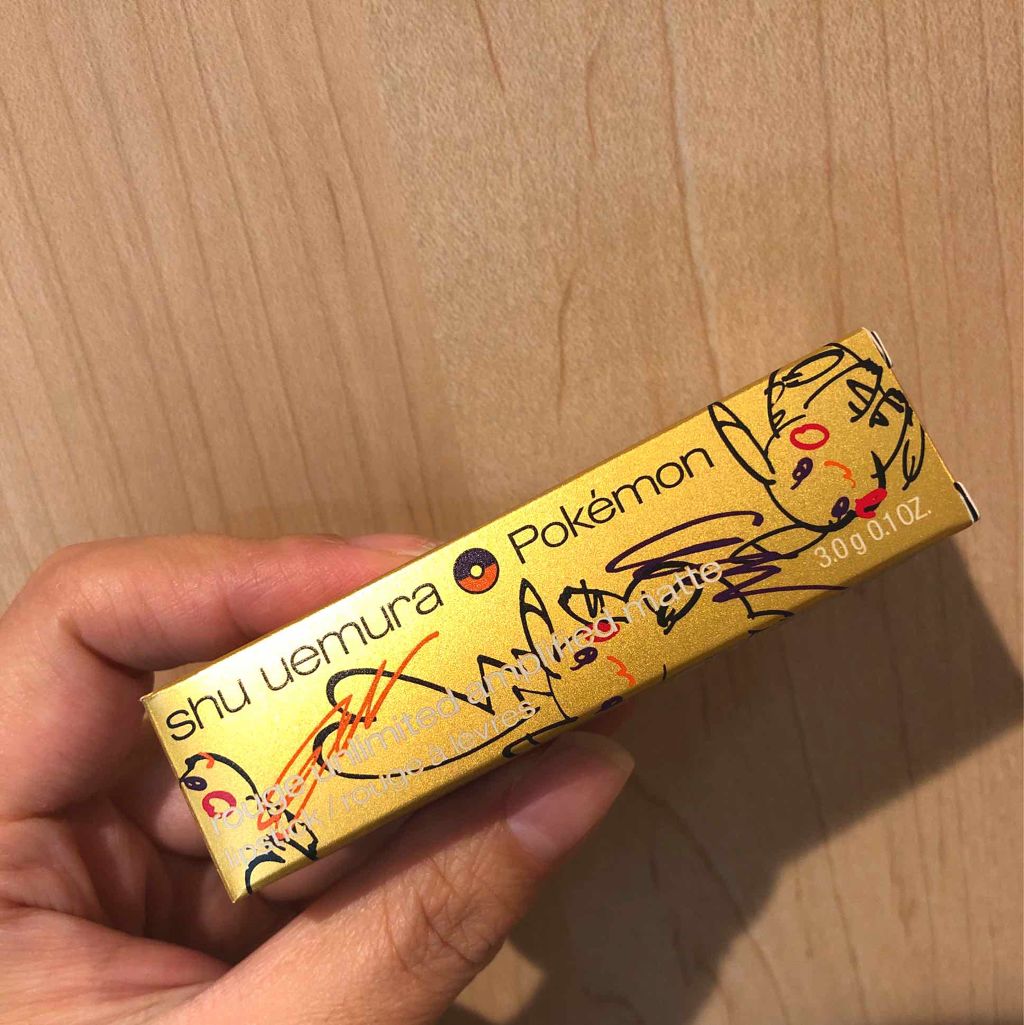 shu uemura Pokémon
rouge unlimited amplified matte
lipstick / rouge à lèvres
3.0 g 0.1 OZ.